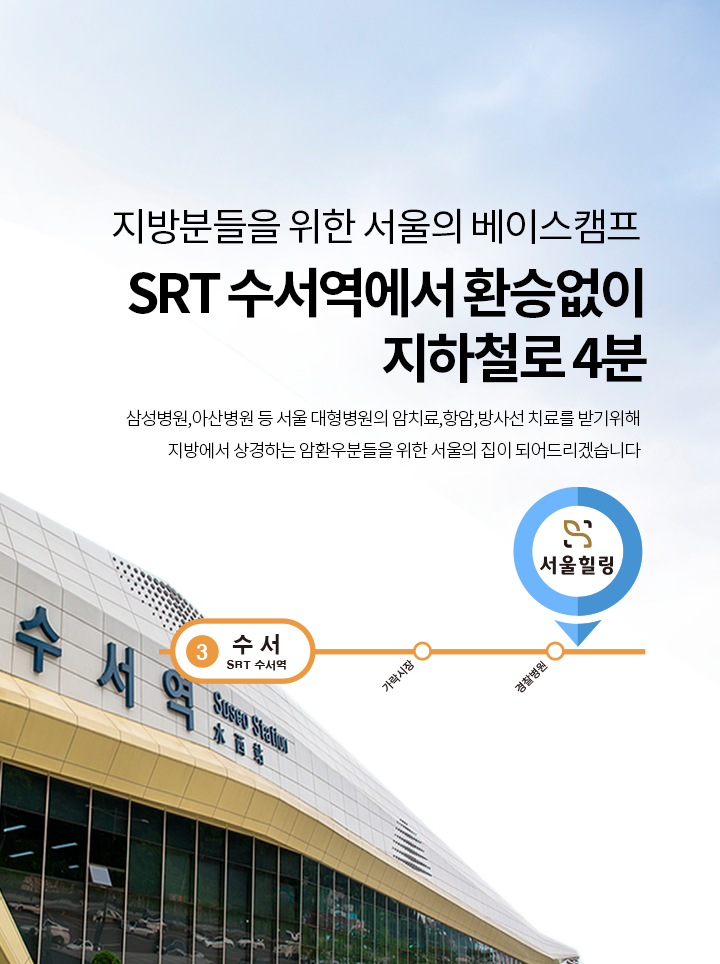 지방분들을 위한 서울의 베이스캠프
SRT 수서역에서 환승없이
지하철로 4분
삼성병원,아산병원 등 서울 대형병원의 암치료,항암,방사선 치료를 받기위해
지방에서 상경하는 암환우분들을 위한 서울의 집이 되어드리겠습니다
서울힐링
3 수서
SRT 수서역
가락시장
경찰병원
수서역
Suseo Station
水西站